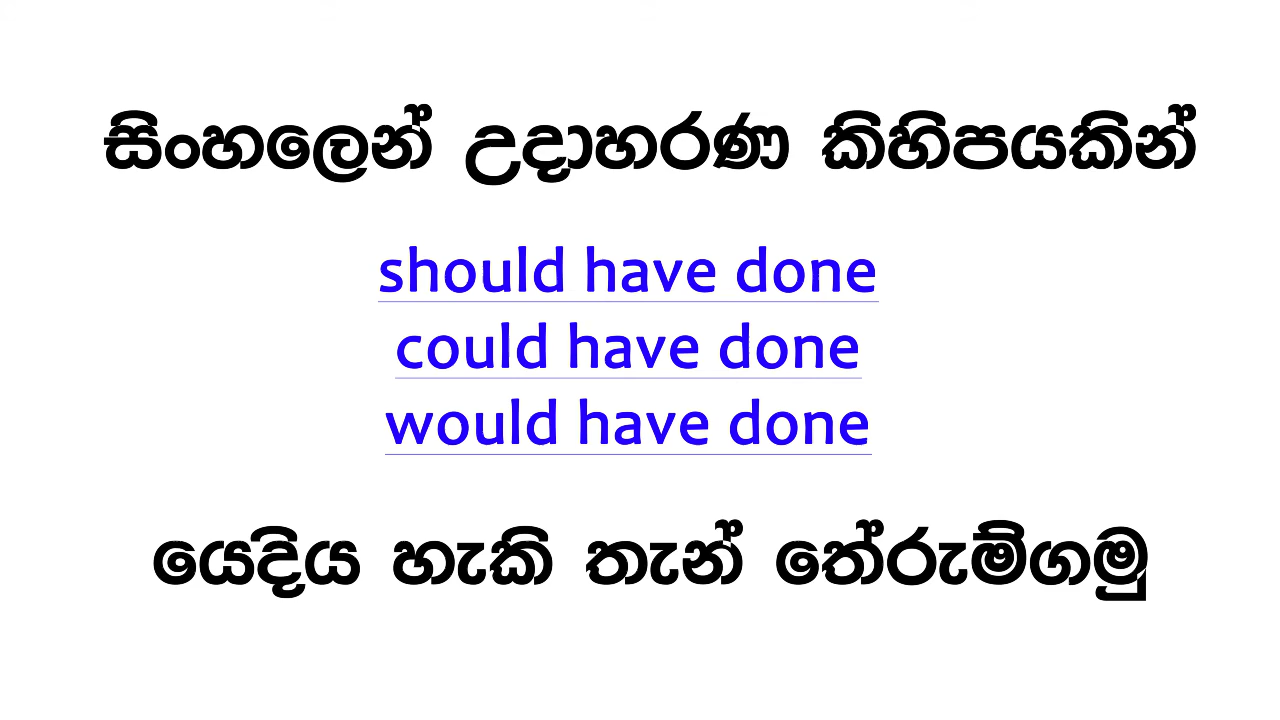 සිංහලෙන් උදාහරණ කිහිපයකින්
should have done
could have done
would have done
යෙදිය හැකි තැන් තේරුම්ගමු